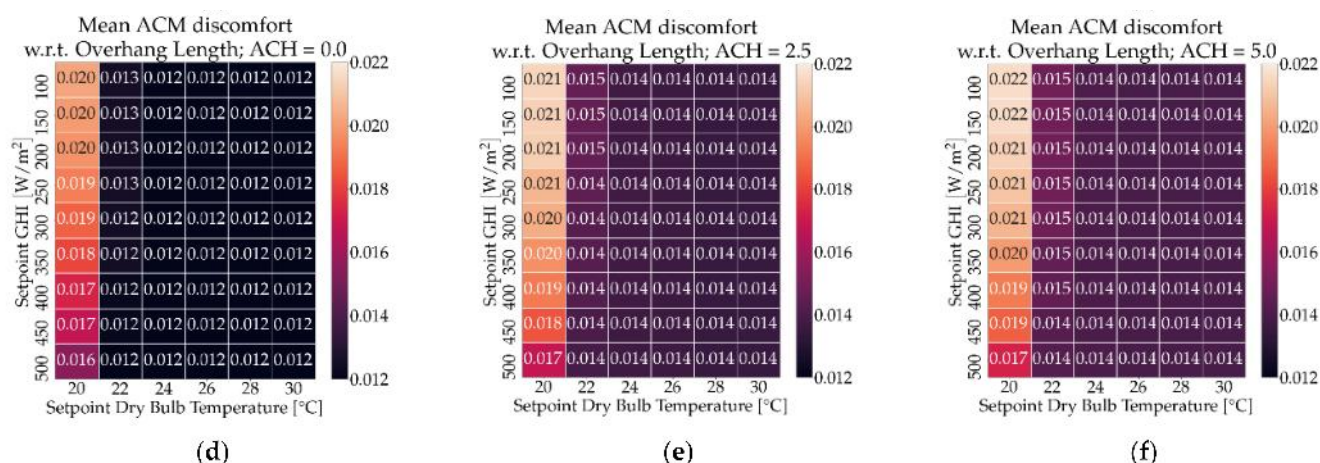 Mean ACM discomfort
w.r.t. Overhang Length; ACH = 0.0
Setpoint GHI [W/m²]
100 0.020 0.013 0.012 0.012 0.012 0.012
150 0.020 0.013 0.012 0.012 0.012 0.012
200 0.020 0.013 0.012 0.012 0.012 0.012
250 0.019 0.013 0.012 0.012 0.012 0.012
300 0.019 0.012 0.012 0.012 0.012 0.012
350 0.018 0.012 0.012 0.012 0.012 0.012
400 0.017 0.012 0.012 0.012 0.012 0.012
450 0.017 0.012 0.012 0.012 0.012 0.012
500 0.016 0.012 0.012 0.012 0.012 0.012
20 22 24 26 28 30
Setpoint Dry Bulb Temperature [°C]
0.022
0.020
0.018
0.016
0.014
0.012
(d)
Mean ACM discomfort
w.r.t. Overhang Length; ACH = 2.5
Setpoint GHI [W/m²]
100 0.021 0.015 0.014 0.014 0.014 0.014
150 0.021 0.015 0.014 0.014 0.014 0.014
200 0.021 0.015 0.014 0.014 0.014 0.014
250 0.021 0.014 0.014 0.014 0.014 0.014
300 0.020 0.014 0.014 0.014 0.014 0.014
350 0.020 0.014 0.014 0.014 0.014 0.014
400 0.019 0.014 0.014 0.014 0.014 0.014
450 0.018 0.014 0.014 0.014 0.014 0.014
500 0.017 0.014 0.014 0.014 0.014 0.014
20 22 24 26 28 30
Setpoint Dry Bulb Temperature [°C]
0.022
0.020
0.018
0.016
0.014
0.012
(e)
Mean ACM discomfort
w.r.t. Overhang Length; ACH = 5.0
Setpoint GHI [W/m²]
100 0.022 0.015 0.014 0.014 0.014 0.014
150 0.022 0.015 0.014 0.014 0.014 0.014
200 0.021 0.015 0.014 0.014 0.014 0.014
250 0.021 0.015 0.014 0.014 0.014 0.014
300 0.021 0.015 0.014 0.014 0.014 0.014
350 0.020 0.015 0.014 0.014 0.014 0.014
400 0.019 0.015 0.014 0.014 0.014 0.014
450 0.019 0.014 0.014 0.014 0.014 0.014
500 0.017 0.014 0.014 0.014 0.014 0.014
20 22 24 26 28 30
Setpoint Dry Bulb Temperature [°C]
0.022
0.020
0.018
0.016
0.014
0.012
(f)